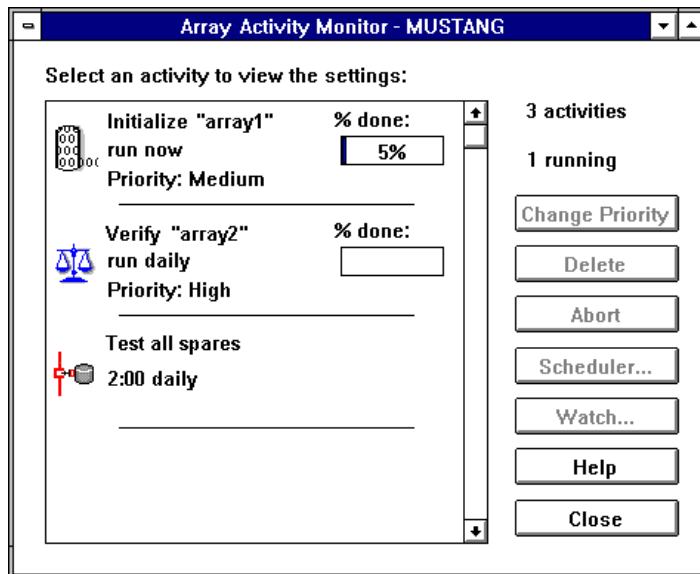 Array Activity Monitor - MUSTANG
Select an activity to view the settings:
Initialize "array1"
% done:
run now
5%
Priority: Medium
Verify "array2"
% done:
run daily
Priority: High
Test all spares
2:00 daily
3 activities
1 running
Change Priority
Delete
Abort
Scheduler...
Watch...
Help
Close